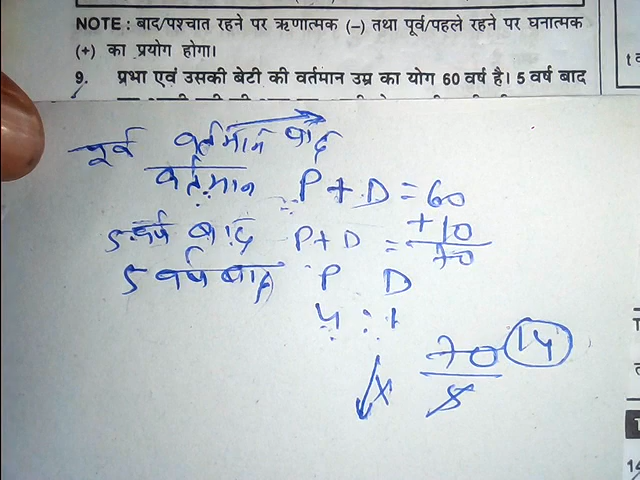 NOTE : बाद/पश्चात रहने पर ऋणात्मक (–) तथा पूर्व/पहले रहने पर घनात्मक
(+) का प्रयोग होगा।
9. प्रभा एवं उसकी बेटी की वर्तमान उम्र का योग 60 वर्ष है। 5 वर्ष बाद
पूर्व वर्तमान बाद
वर्तमान P + D = 60
+10
5 वर्ष बाद P+D = 70
5 वर्ष बाद P D
4 : 1
70 14
5